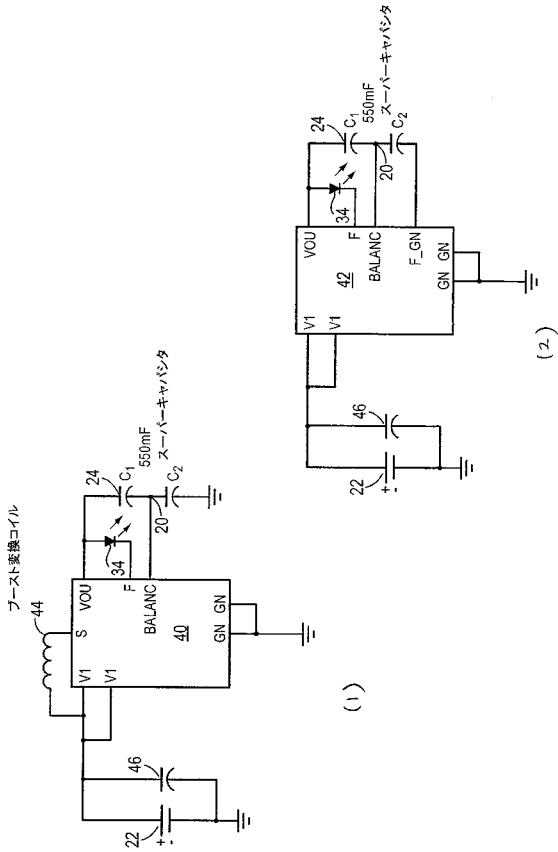 ブースト変換コイル
44
V1
S
VOU
V1
F
BALANC
40
GN
GN
34
24
C1
550mF
スーパーキャパシタ
20
C2
22
+
-
46
(1)
V1
VOU
V1
42
F
BALANC
F_GN
GN
GN
34
24
C1
550mF
スーパーキャパシタ
20
C2
22
+
-
46
(2)